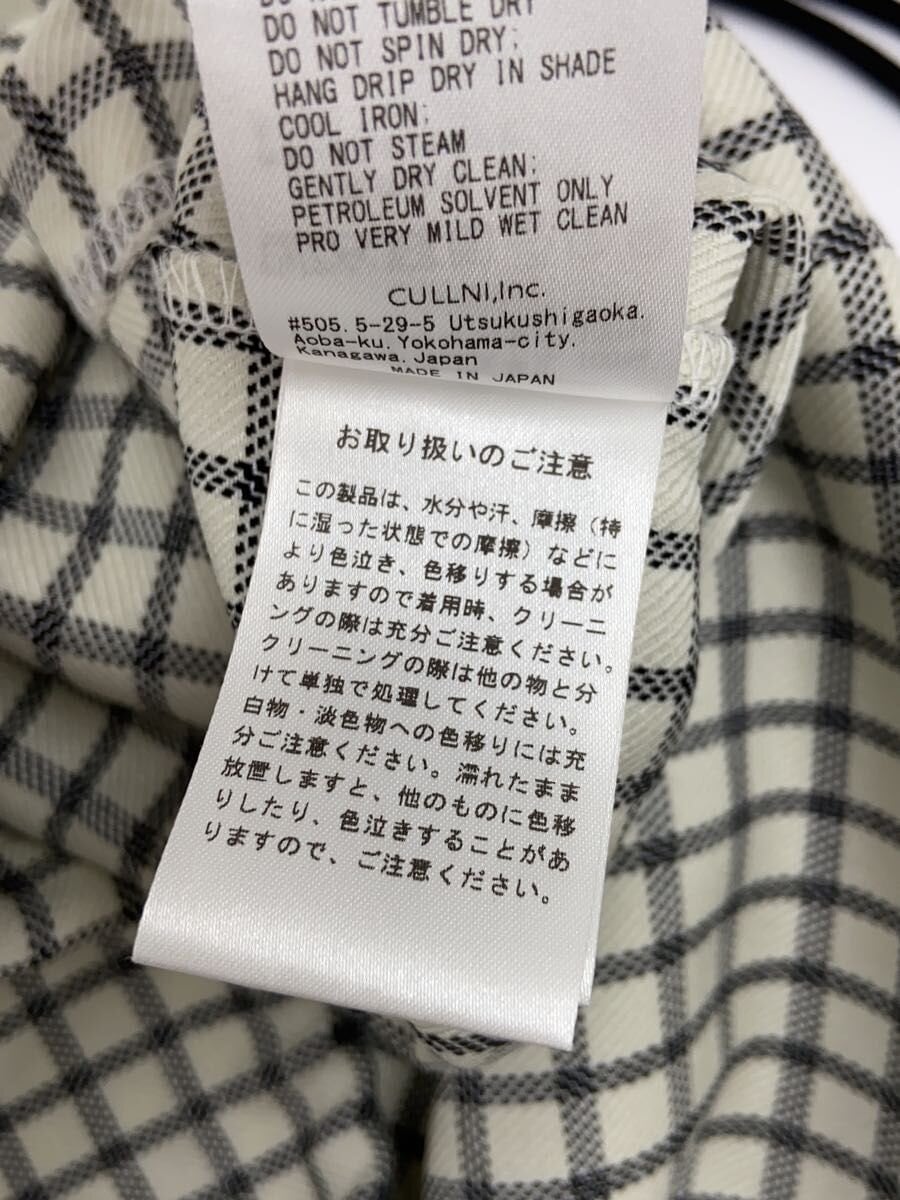 DO NOT TUMBLE DRY
DO NOT SPIN DRY;
HANG DRIP DRY IN SHADE
COOL IRON;
DO NOT STEAM
GENTLY DRY CLEAN;
PETROLEUM SOLVENT ONLY
PRO VERY MILD WET CLEAN
CULLNI,Inc.
#505. 5-29-5 Utsukushigaoka.
Aoba-ku. Yokohama-city.
Kanagawa. Japan
MADE IN JAPAN
お取り扱いのご注意
この製品は、水分や汗、摩擦（特
に湿った状態での摩擦）などに
より色泣き、色移りする場合が
ありますので着用時、クリーニ
ングの際は充分ご注意ください。
クリーニングの際は他の物と分
けて単独で処理してください。
白物・淡色物への色移りには充
分ご注意ください。濡れたまま
放置しますと、他のものに色移
りしたり、色泣きすることがあ
りますので、ご注意ください。